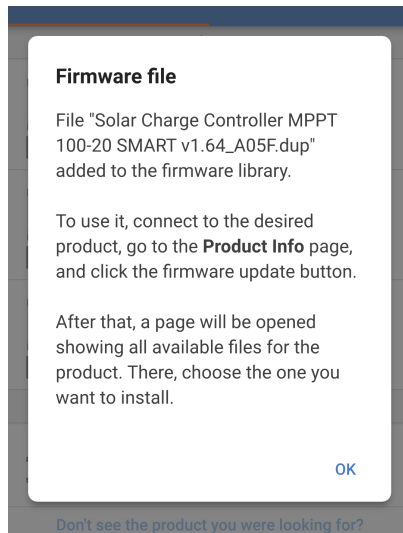 Firmware file
File "Solar Charge Controller MPPT
100-20 SMART v1.64_A05F.dup"
added to the firmware library.
To use it, connect to the desired
product, go to the Product Info page,
and click the firmware update button.
After that, a page will be opened
showing all available files for the
product. There, choose the one you
want to install.
OK
Don't see the product you were looking for?